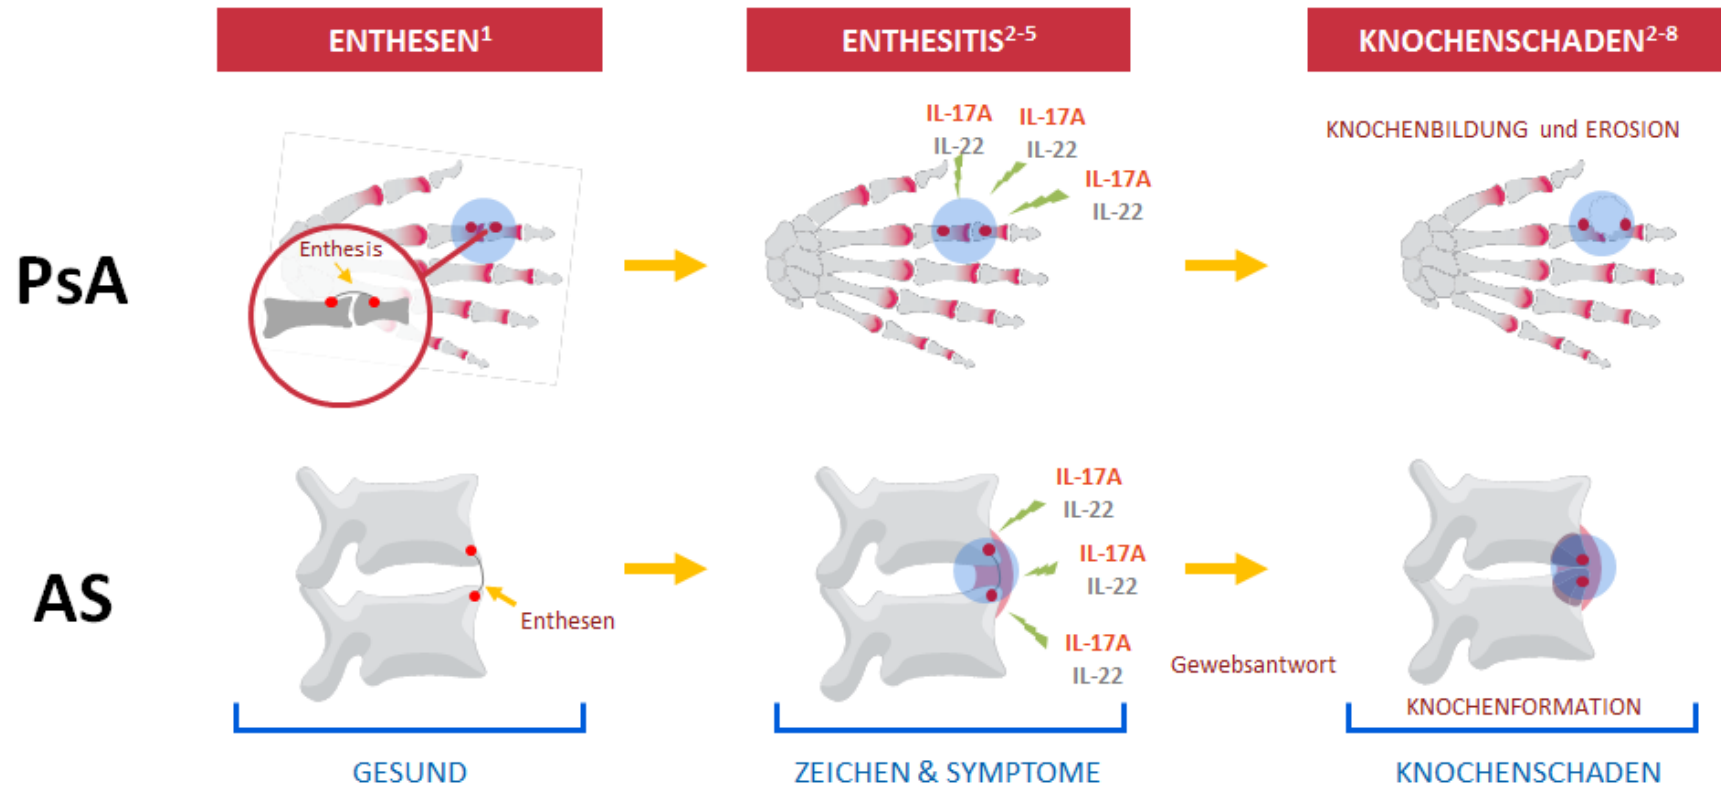 ENTHESEN¹
ENTHESITIS²⁻⁵
KNOCHENSCHADEN²⁻⁸
PsA
Enthesis
IL-17A
IL-22
IL-17A
IL-22
IL-17A
IL-22
KNOCHENBILDUNG und EROSION
AS
Enthesen
IL-17A
IL-22
IL-17A
IL-22
IL-17A
IL-22
Gewebsantwort
KNOCHENFORMATION
GESUND
ZEICHEN & SYMPTOME
KNOCHENSCHADEN